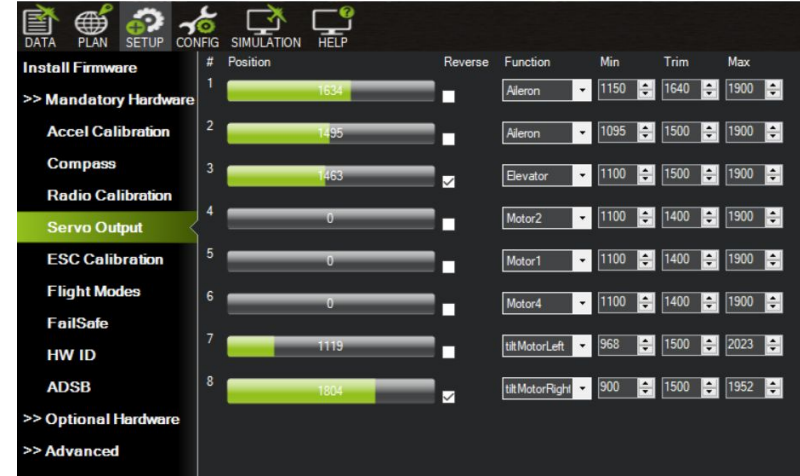 DATA PLAN SETUP CONFIG SIMULATION HELP
Install Firmware
>> Mandatory Hardware
Accel Calibration
Compass
Radio Calibration
Servo Output
ESC Calibration
Flight Modes
FailSafe
HW ID
ADSB
>> Optional Hardware
>> Advanced
# Position Reverse Function Min Trim Max
1 1634 Aileron 1150 1640 1900
2 1495 Aileron 1095 1500 1900
3 1463 Elevator 1100 1500 1900
4 0 Motor2 1100 1400 1900
5 0 Motor1 1100 1400 1900
6 0 Motor4 1100 1400 1900
7 1119 tiltMotorLeft 968 1500 2023
8 1804 tiltMotorRight 900 1500 1952